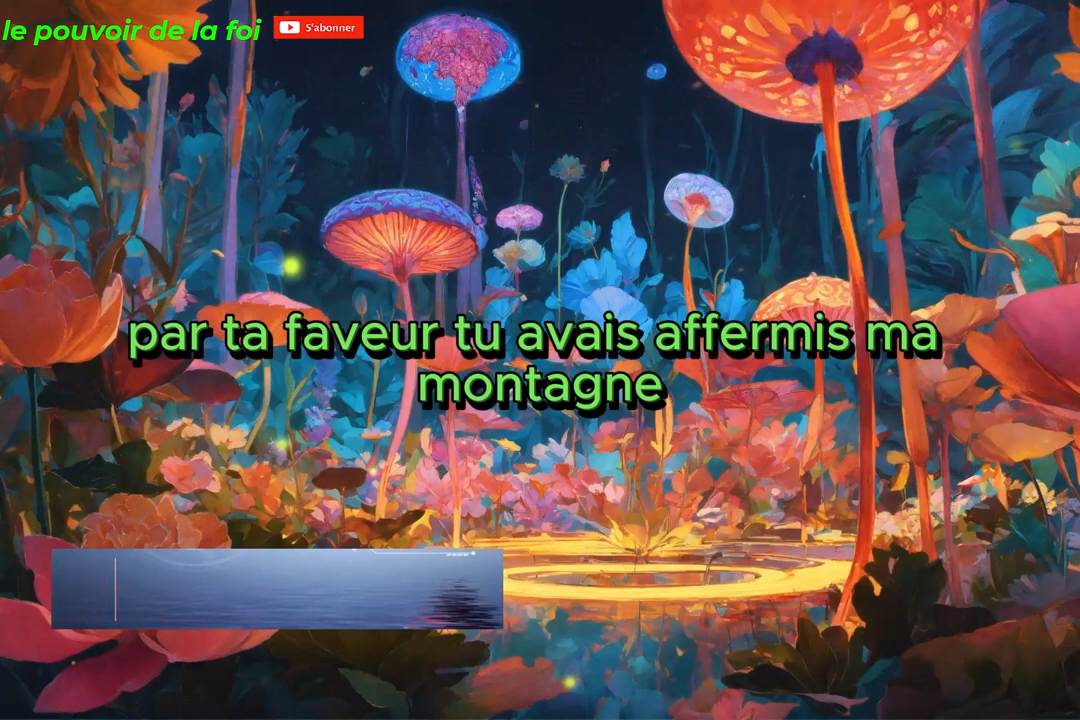 le pouvoir de la foi
S'abonner
par ta faveur tu avais affermis ma
montagne